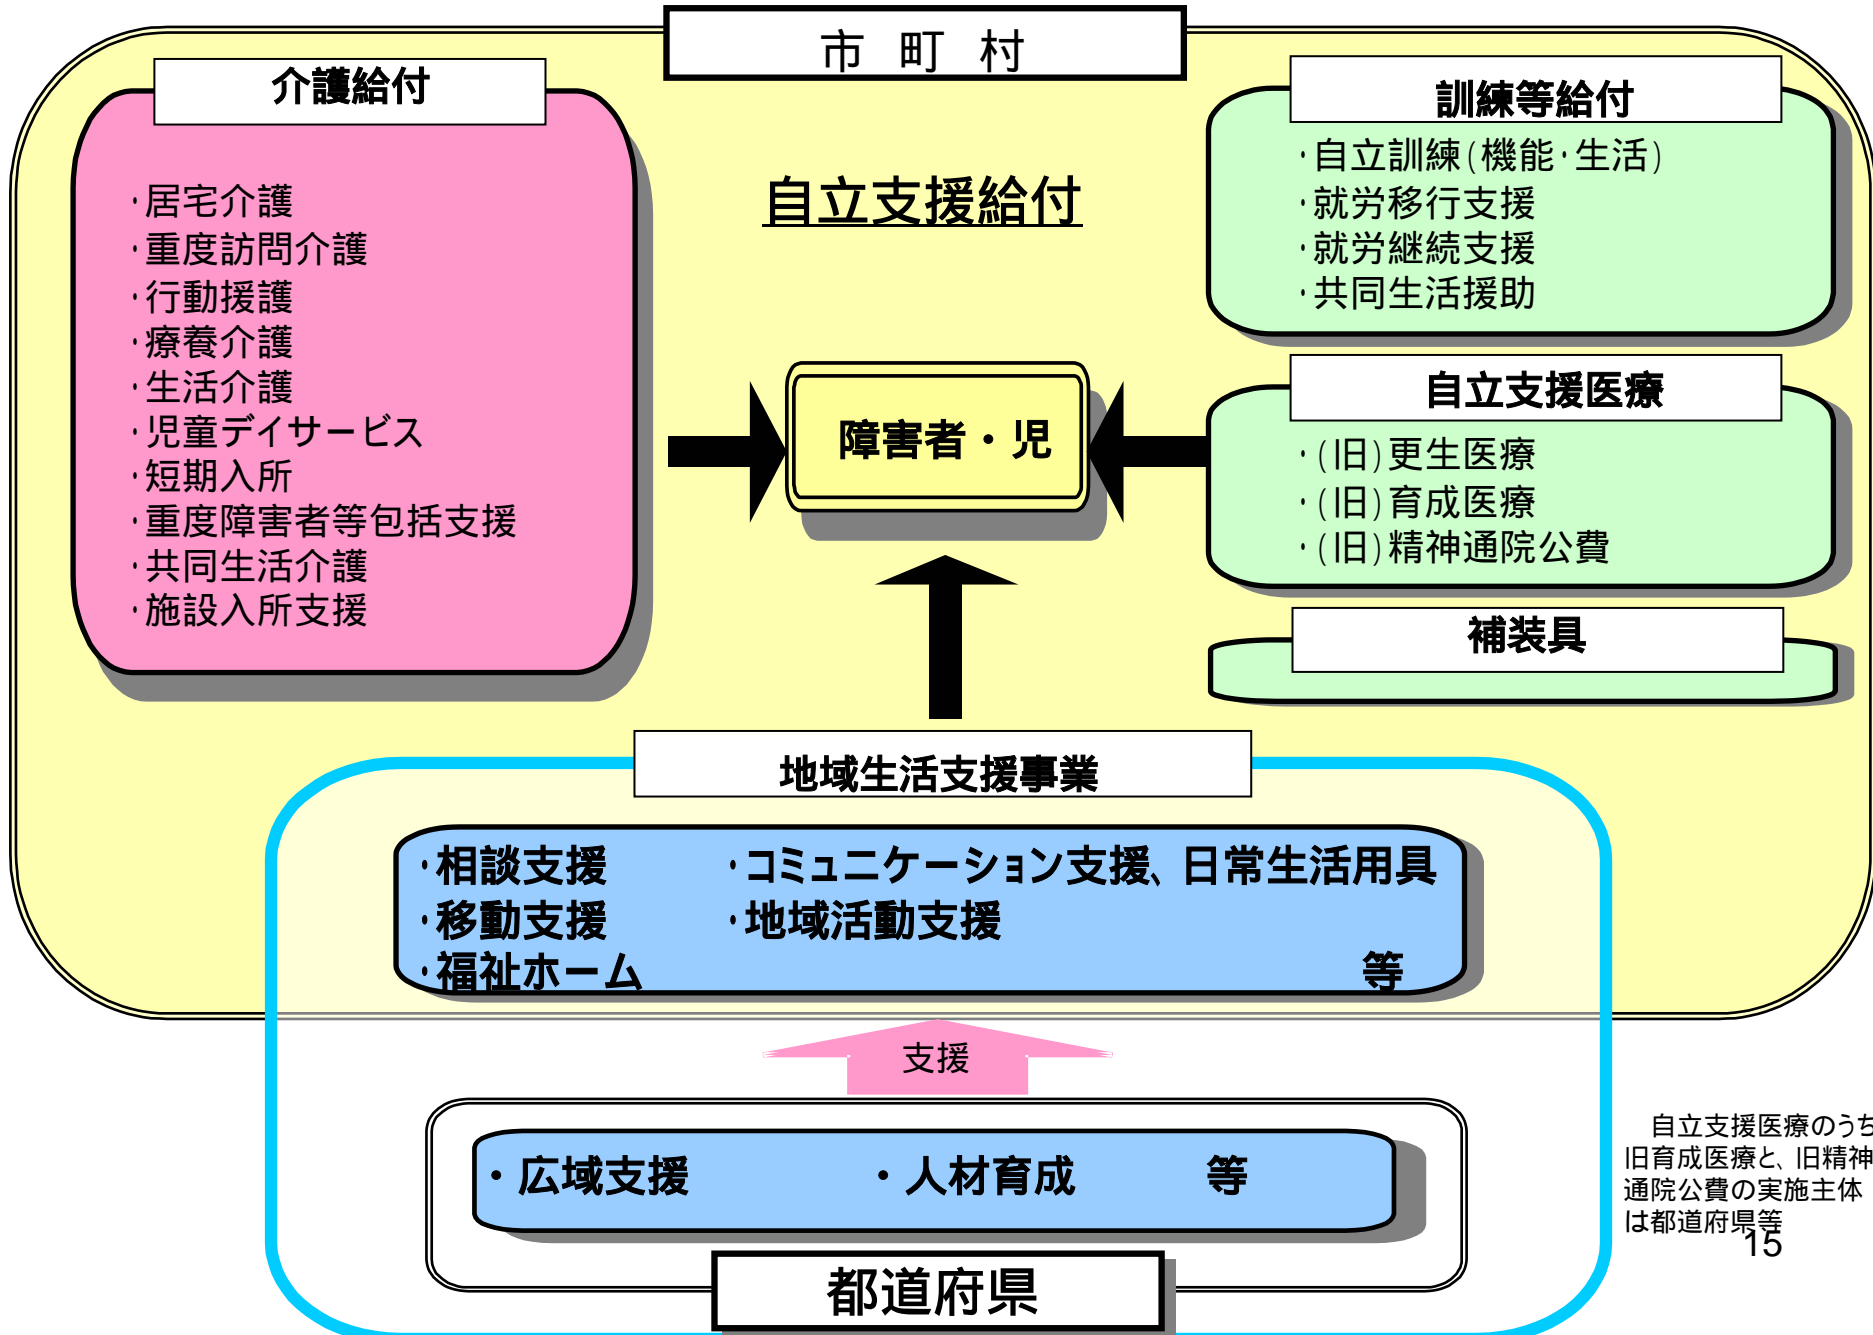 市 町 村
介護給付
・居宅介護
・重度訪問介護
・行動援護
・療養介護
・生活介護
・児童デイサービス
・短期入所
・重度障害者等包括支援
・共同生活介護
・施設入所支援
自立支援給付
訓練等給付
・自立訓練(機能・生活)
・就労移行支援
・就労継続支援
・共同生活援助
障害者・児
自立支援医療
・(旧)更生医療
・(旧)育成医療
・(旧)精神通院公費
補装具
地域生活支援事業
・相談支援 ・コミュニケーション支援、日常生活用具
・移動支援 ・地域活動支援
・福祉ホーム 等
支援
・広域支援 ・人材育成 等
都道府県
自立支援医療のうち
旧育成医療と、旧精神
通院公費の実施主体
は都道府県等
15